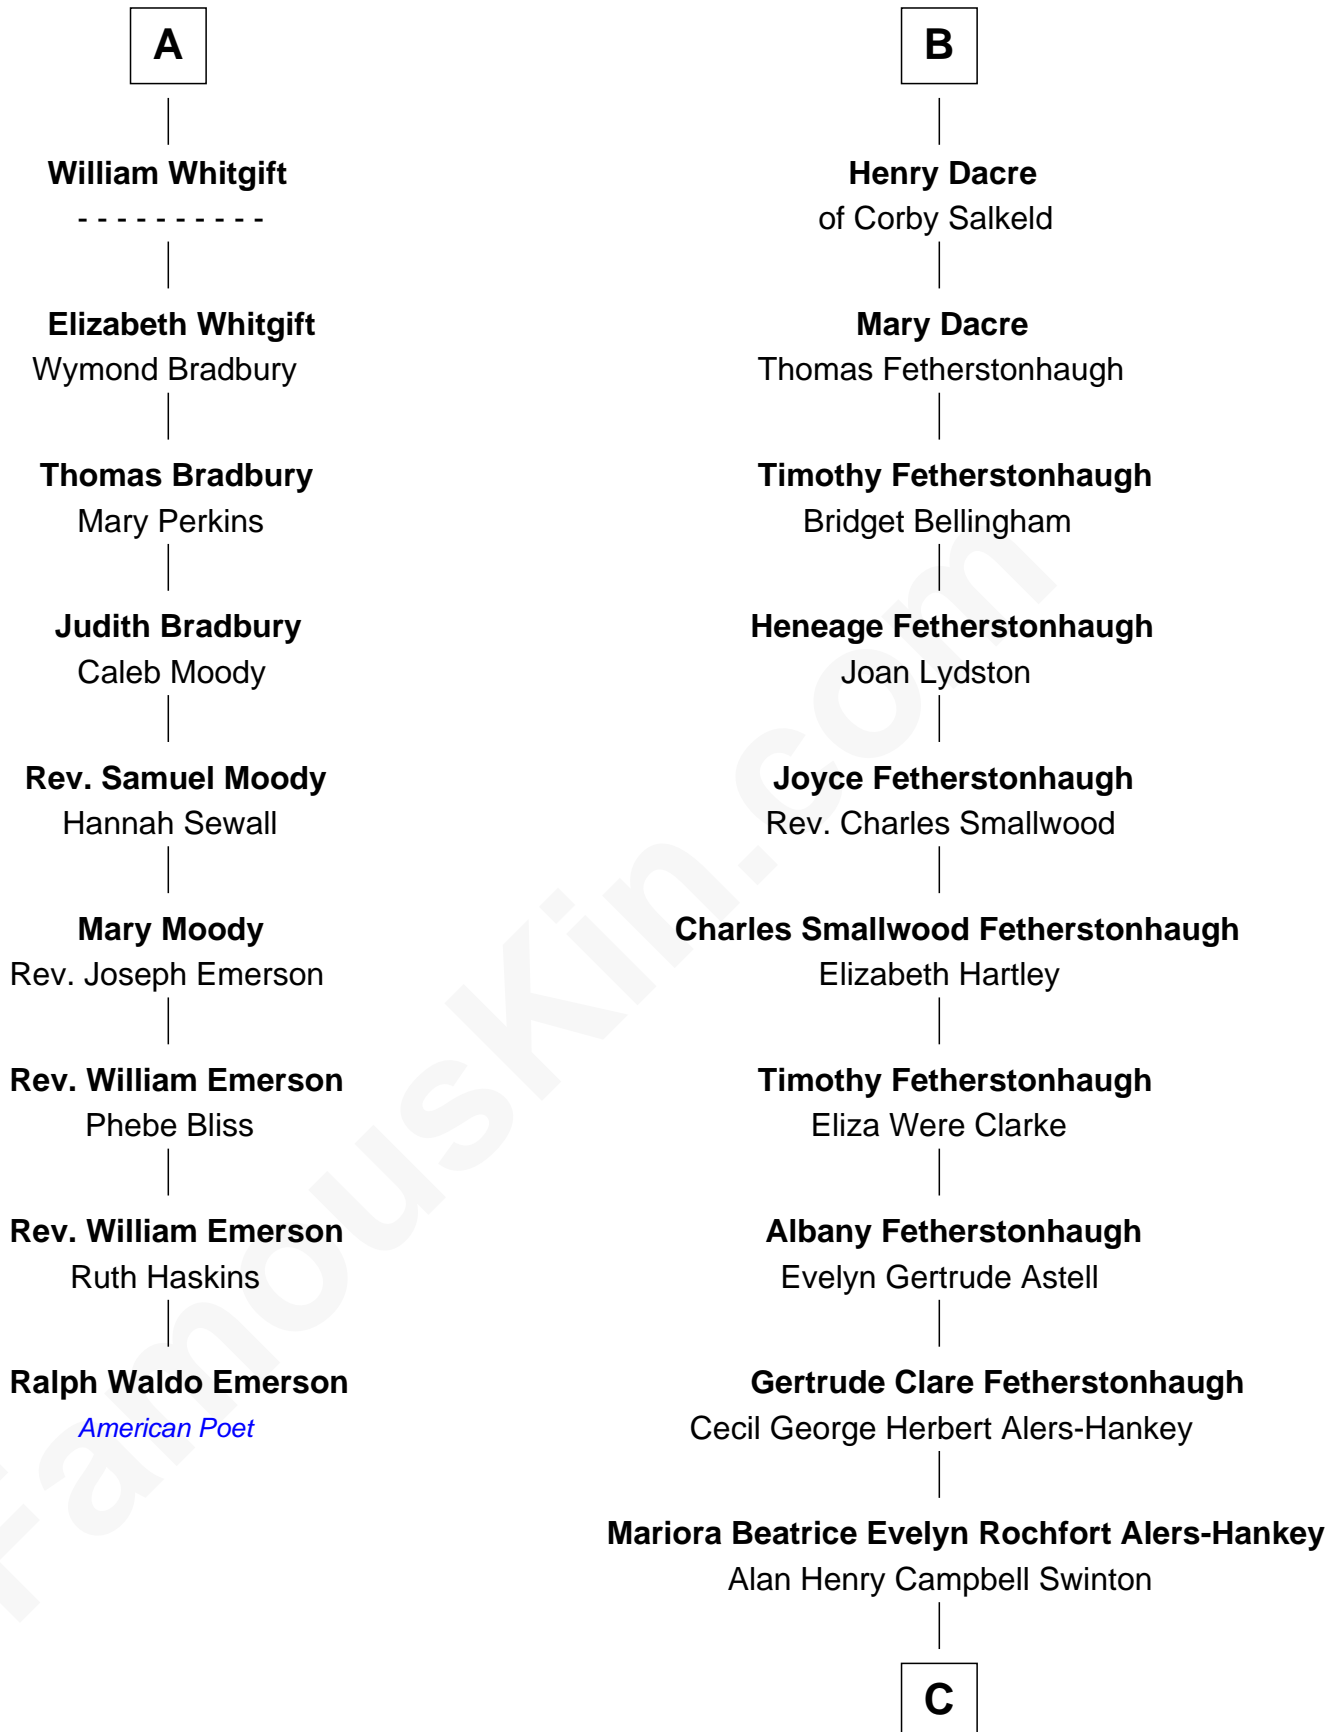 A
William Whitgift
- - - - - - - - - -
Elizabeth Whitgift
Wymond Bradbury
Thomas Bradbury
Mary Perkins
Judith Bradbury
Caleb Moody
Rev. Samuel Moody
Hannah Sewall
Mary Moody
Rev. Joseph Emerson
Rev. William Emerson
Phebe Bliss
Rev. William Emerson
Ruth Haskins
Ralph Waldo Emerson
American Poet
B
Henry Dacre
of Corby Salkeld
Mary Dacre
Thomas Fetherstonhaugh
Timothy Fetherstonhaugh
Bridget Bellingham
Heneage Fetherstonhaugh
Joan Lydston
Joyce Fetherstonhaugh
Rev. Charles Smallwood
Charles Smallwood Fetherstonhaugh
Elizabeth Hartley
Timothy Fetherstonhaugh
Eliza Were Clarke
Albany Fetherstonhaugh
Evelyn Gertrude Astell
Gertrude Clare Fetherstonhaugh
Cecil George Herbert Alers-Hankey
Mariora Beatrice Evelyn Rochfort Alers-Hankey
Alan Henry Campbell Swinton
C
FamousKin.com